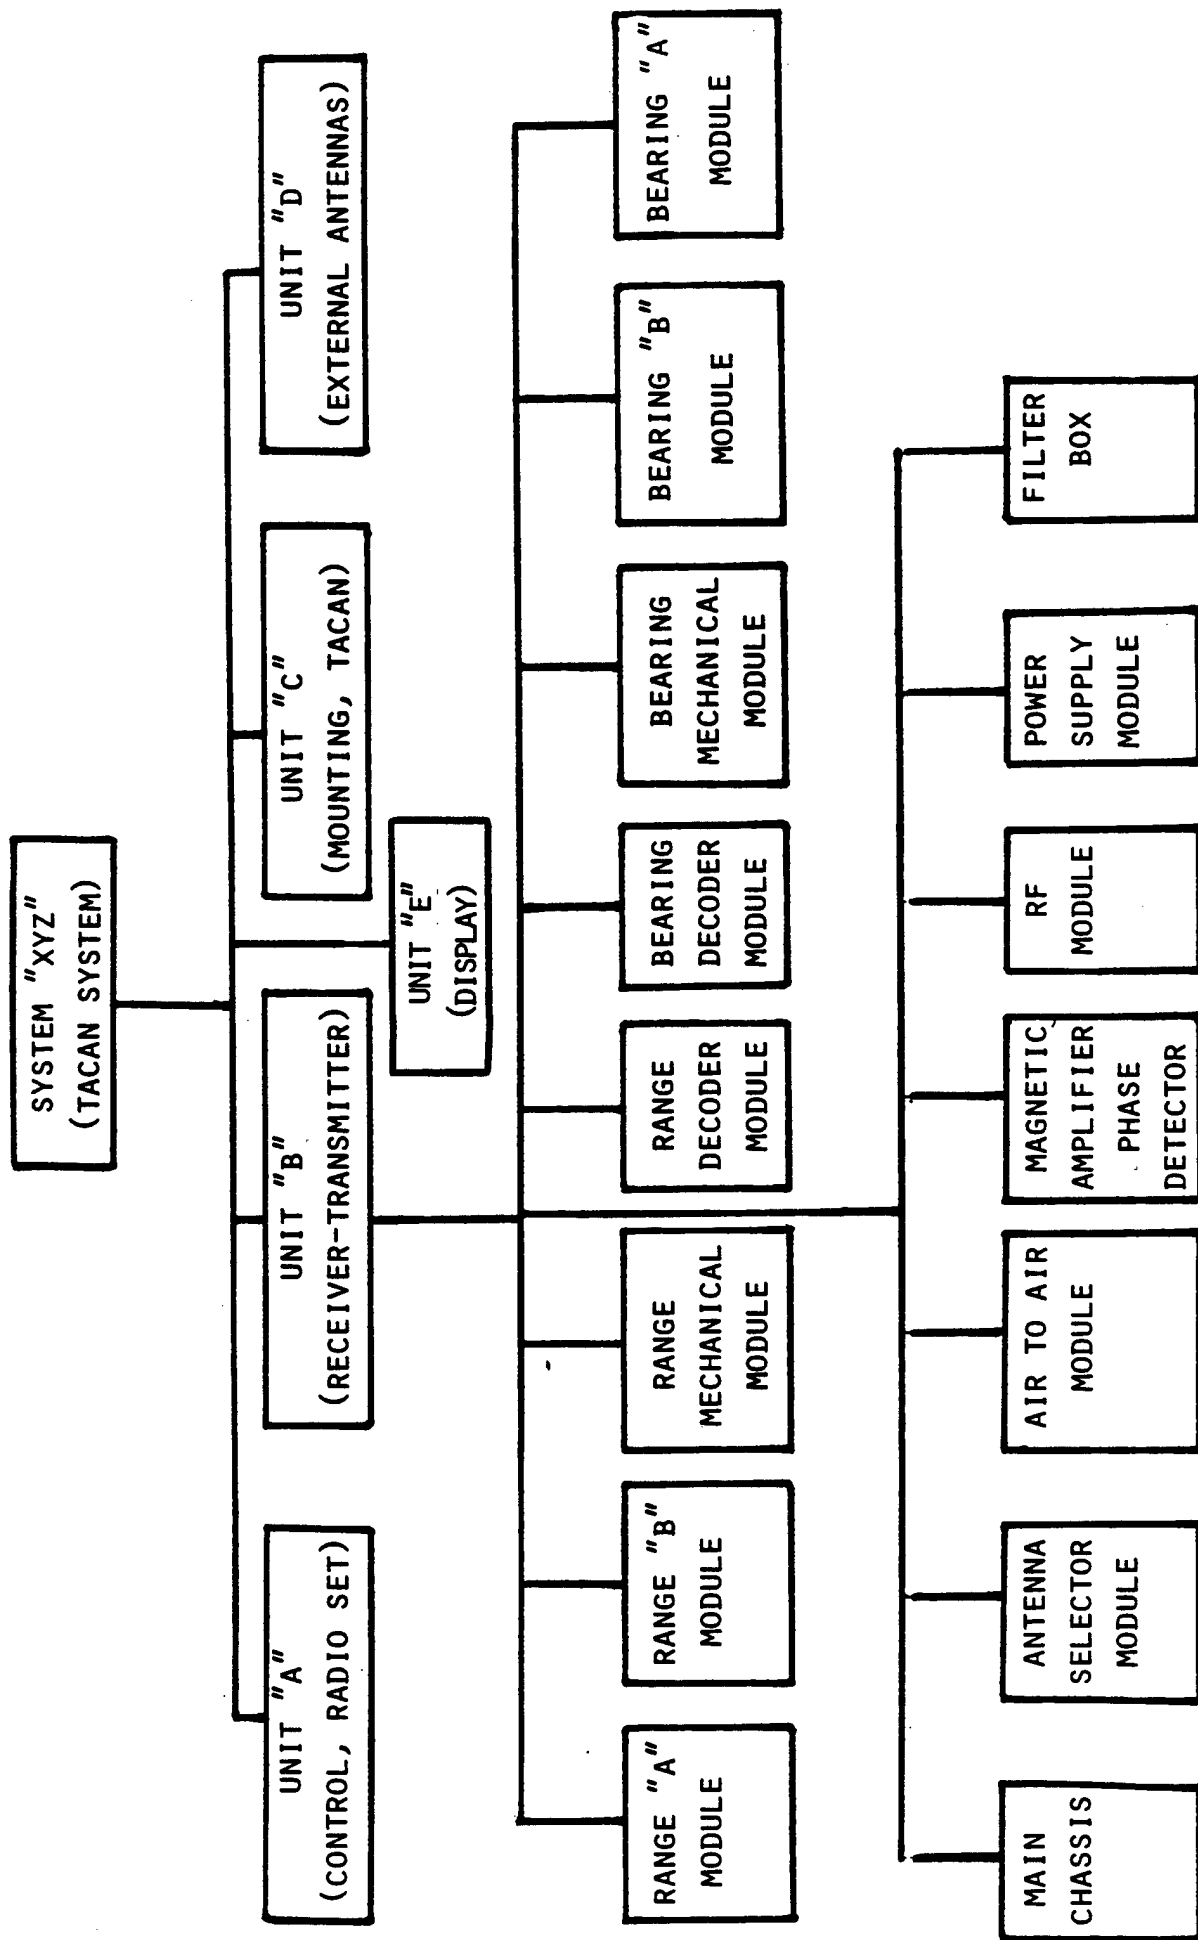 SYSTEM "XYZ"
(TACAN SYSTEM)
UNIT "A"
(CONTROL, RADIO SET)
UNIT "B"
(RECEIVER-TRANSMITTER)
UNIT "C"
(MOUNTING, TACAN)
UNIT "D"
(EXTERNAL ANTENNAS)
UNIT "E"
(DISPLAY)
RANGE "A"
MODULE
RANGE "B"
MODULE
RANGE
MECHANICAL
MODULE
RANGE
DECODER
MODULE
BEARING
DECODER
MODULE
BEARING
MECHANICAL
MODULE
BEARING "B"
MODULE
BEARING "A"
MODULE
MAIN
CHASSIS
ANTENNA
SELECTOR
MODULE
AIR TO AIR
MODULE
MAGNETIC
AMPLIFIER
PHASE
DETECTOR
RF
MODULE
POWER
SUPPLY
MODULE
FILTER
BOX